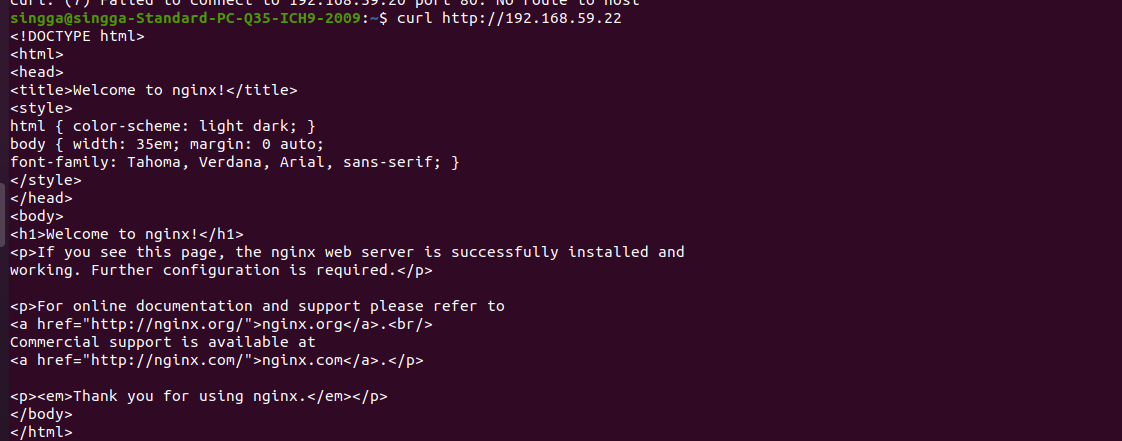 curl: (7) Failed to connect to 192.168.59.20 port 80: No route to host
singga@singga-Standard-PC-Q35-ICH9-2009:~$ curl http://192.168.59.22
<!DOCTYPE html>
<html>
<head>
<title>Welcome to nginx!</title>
<style>
html { color-scheme: light dark; }
body { width: 35em; margin: 0 auto;
font-family: Tahoma, Verdana, Arial, sans-serif; }
</style>
</head>
<body>
<h1>Welcome to nginx!</h1>
<p>If you see this page, the nginx web server is successfully installed and
working. Further configuration is required.</p>

<p>For online documentation and support please refer to
<a href="http://nginx.org/">nginx.org</a>.<br/>
Commercial support is available at
<a href="http://nginx.com/">nginx.com</a>.</p>

<p><em>Thank you for using nginx.</em></p>
</body>
</html>